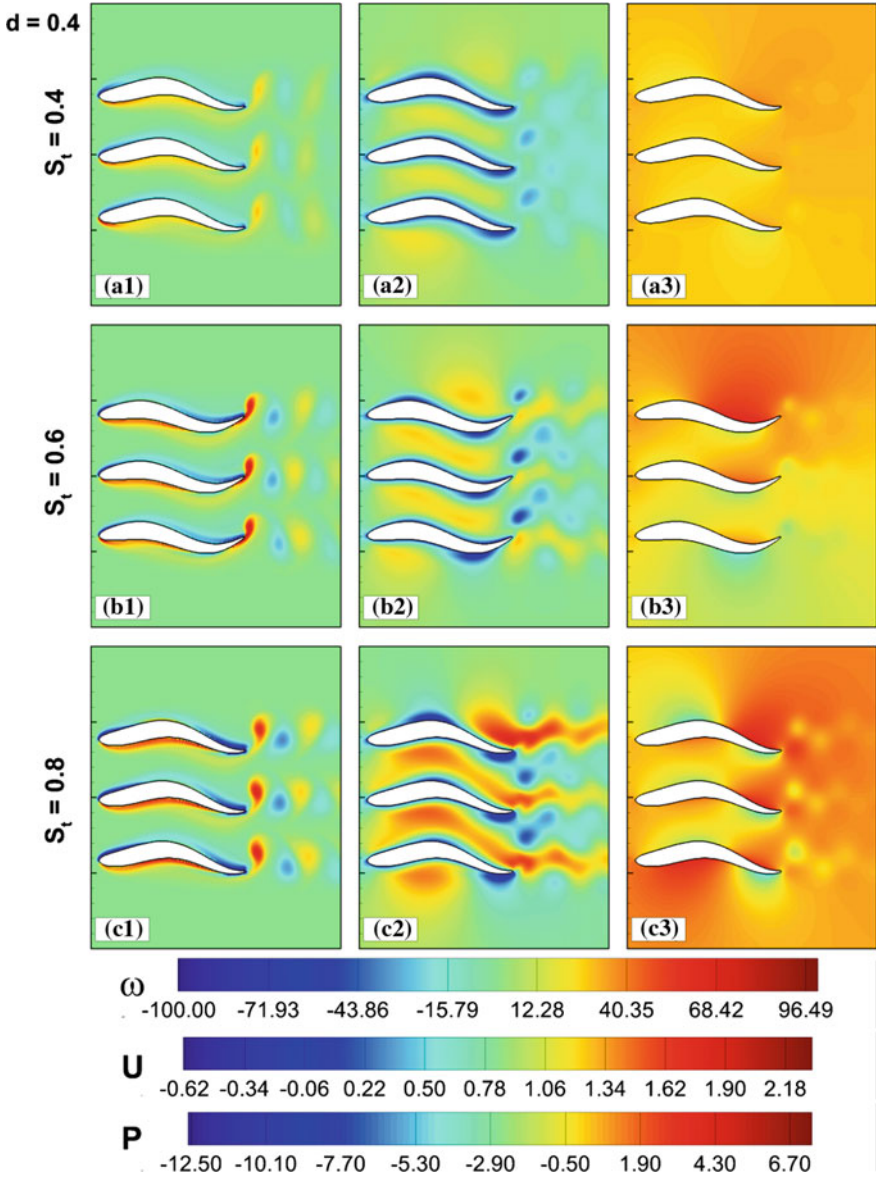 d = 0.4
St = 0.4
(a1)
(a2)
(a3)
St = 0.6
(b1)
(b2)
(b3)
St = 0.8
(c1)
(c2)
(c3)
ω
-100.00 -71.93 -43.86 -15.79 12.28 40.35 68.42 96.49
U
-0.62 -0.34 -0.06 0.22 0.50 0.78 1.06 1.34 1.62 1.90 2.18
P
-12.50 -10.10 -7.70 -5.30 -2.90 -0.50 1.90 4.30 6.70